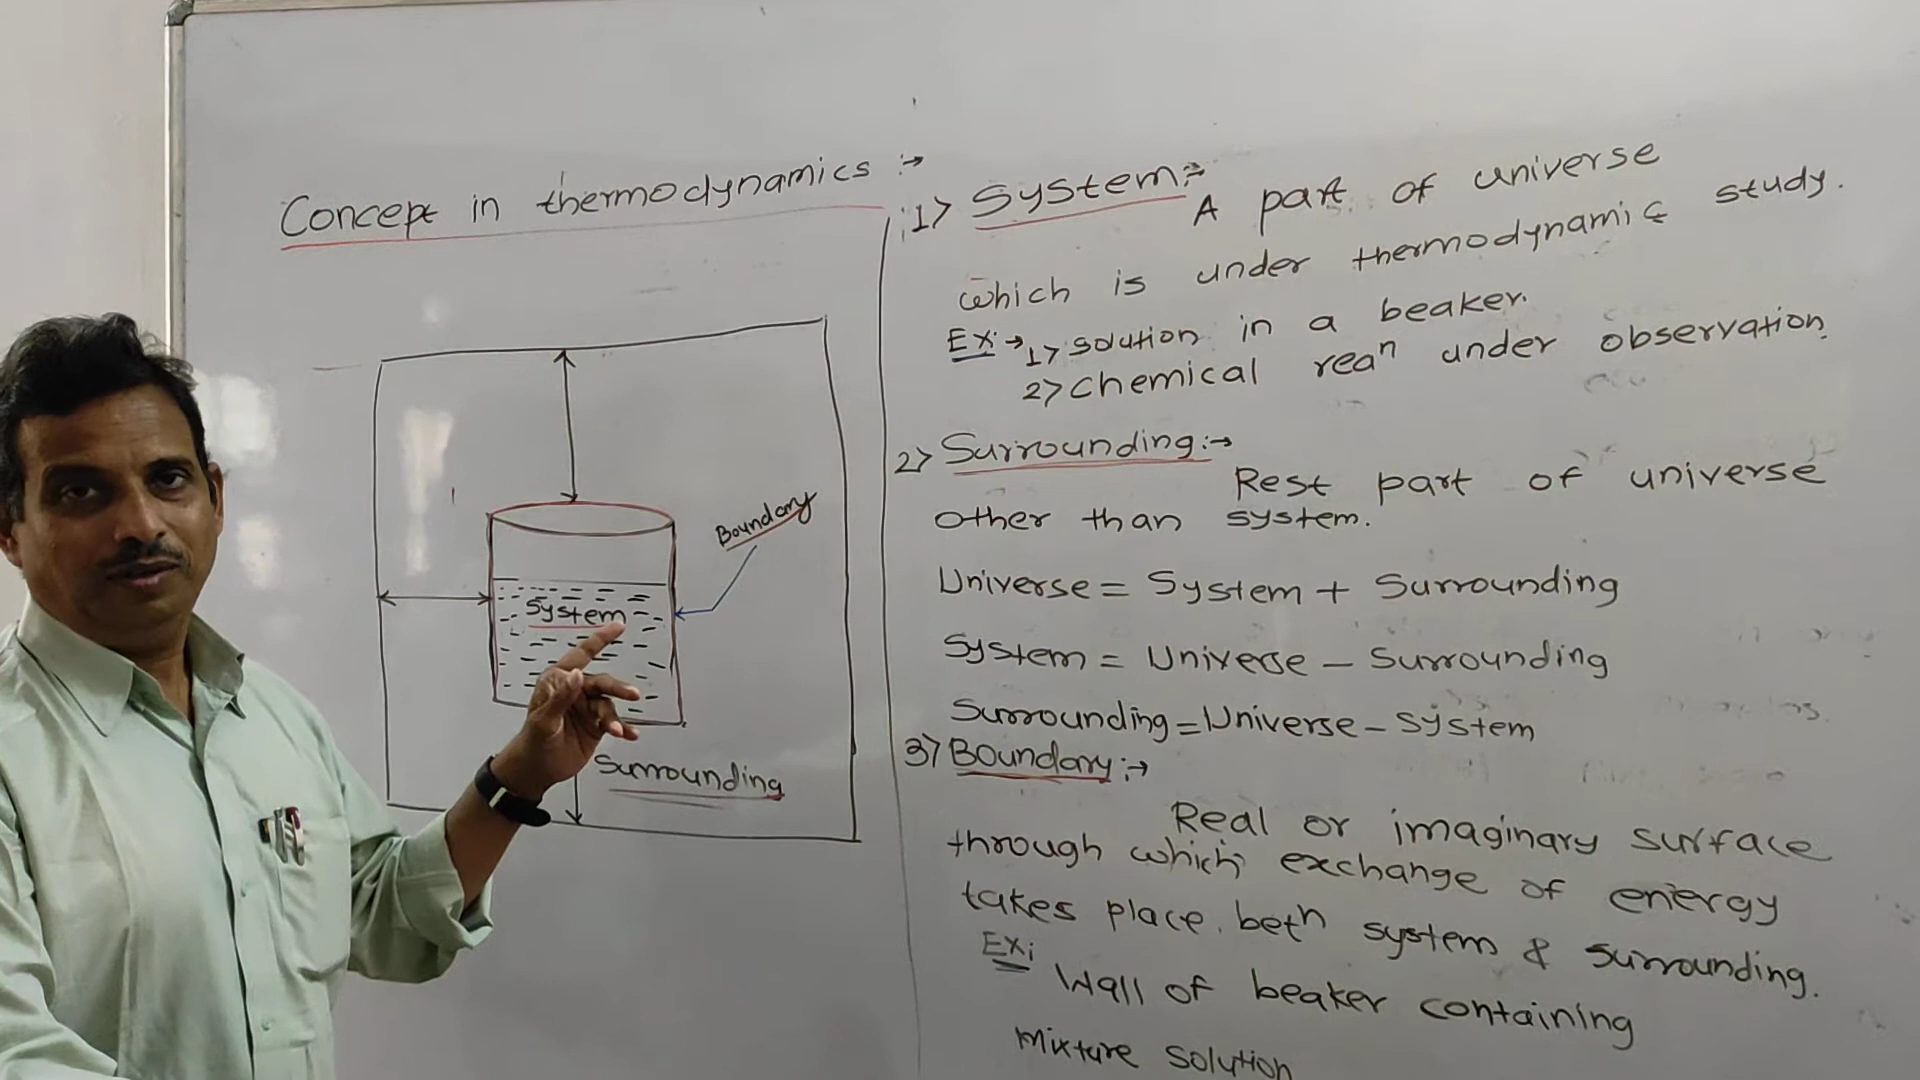 Concept in thermodynamics :→
Boundary
System
Surrounding
1> System:-
A part of universe
which is under thermodynamic study.
Ex:→ 1> solution in a beaker.
2> chemical reaⁿ under observation.
2> Surrounding:→
Rest part of universe
other than system.
Universe = System + Surrounding
System = Universe - Surrounding
Surrounding = Universe - System
3> Boundary:→
Real or imaginary surface
through which exchange of energy
takes place betⁿ system & surrounding.
Ex:
Wall of beaker containing
mixture solution